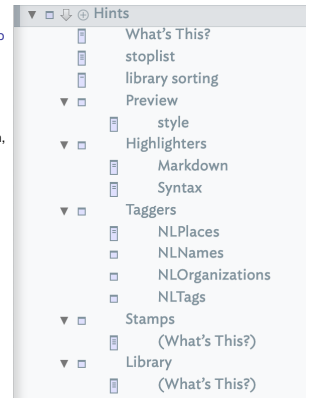 Hints
What's This?
stoplist
library sorting
Preview
style
Highlighters
Markdown
Syntax
Taggers
NLPlaces
NLNames
NLOrganizations
NLTags
Stamps
(What's This?)
Library
(What's This?)